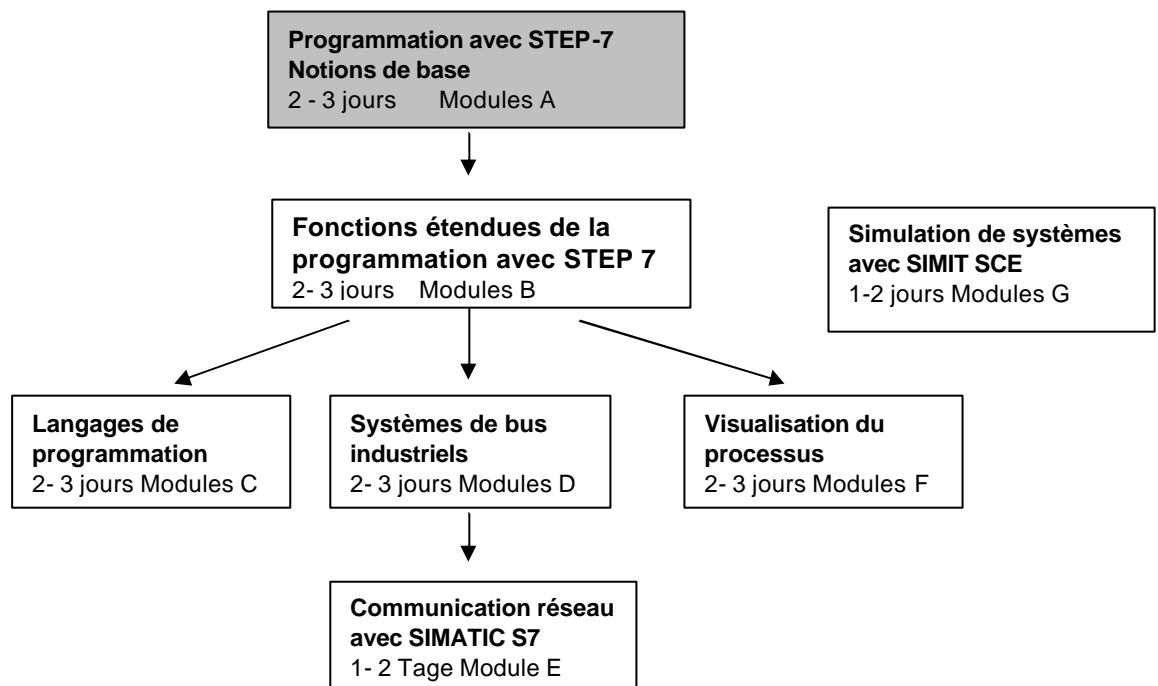 Programmation avec STEP-7
Notions de base
2 - 3 jours Modules A
Fonctions étendues de la
programmation avec STEP 7
2- 3 jours Modules B
Simulation de systèmes
avec SIMIT SCE
1-2 jours Modules G
Langages de
programmation
2- 3 jours Modules C
Systèmes de bus
industriels
2- 3 jours Modules D
Visualisation du
processus
2- 3 jours Modules F
Communication réseau
avec SIMATIC S7
1- 2 Tage Module E